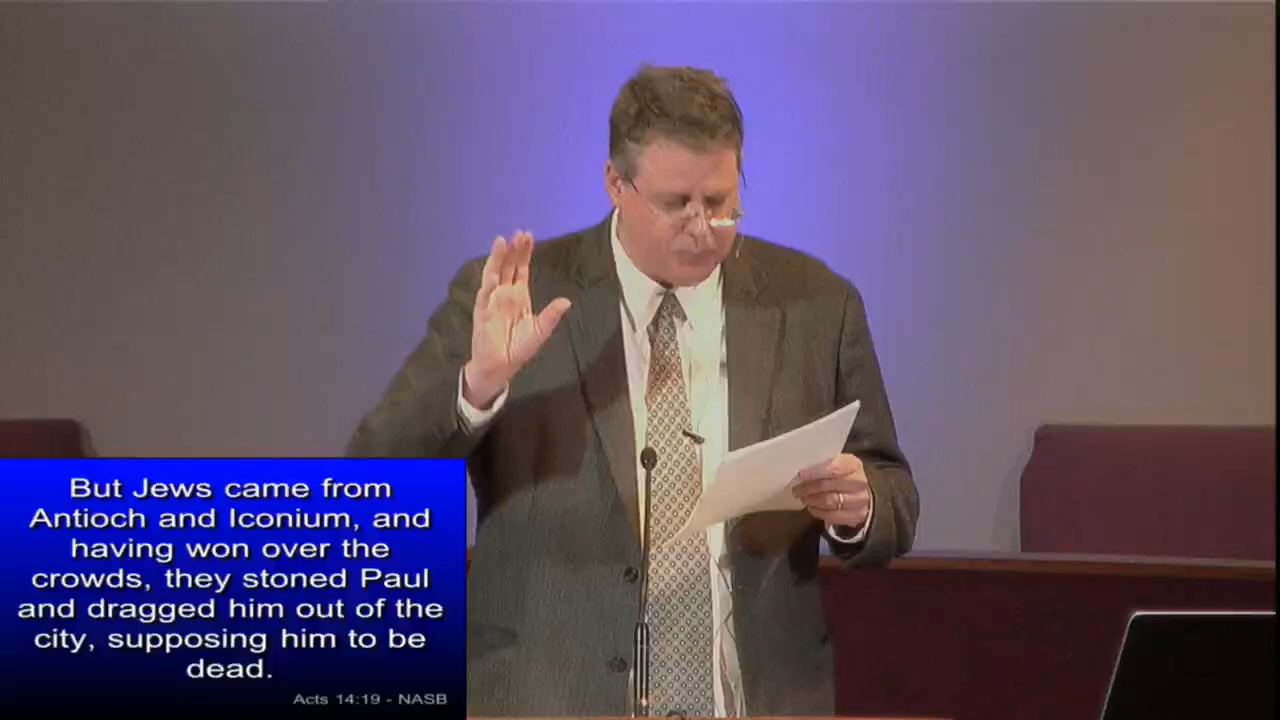 But Jews came from
Antioch and Iconium, and
having won over the
crowds, they stoned Paul
and dragged him out of the
city, supposing him to be
dead.
Acts 14:19 - NASB